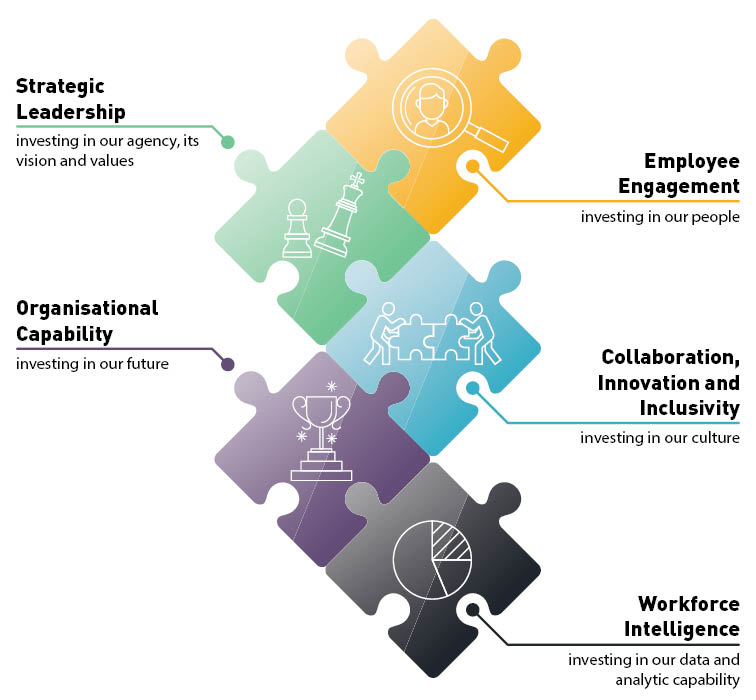 Strategic
Leadership
investing in our agency, its
vision and values
Employee
Engagement
investing in our people
Organisational
Capability
investing in our future
Collaboration,
Innovation and
Inclusivity
investing in our culture
Workforce
Intelligence
investing in our data and
analytic capability